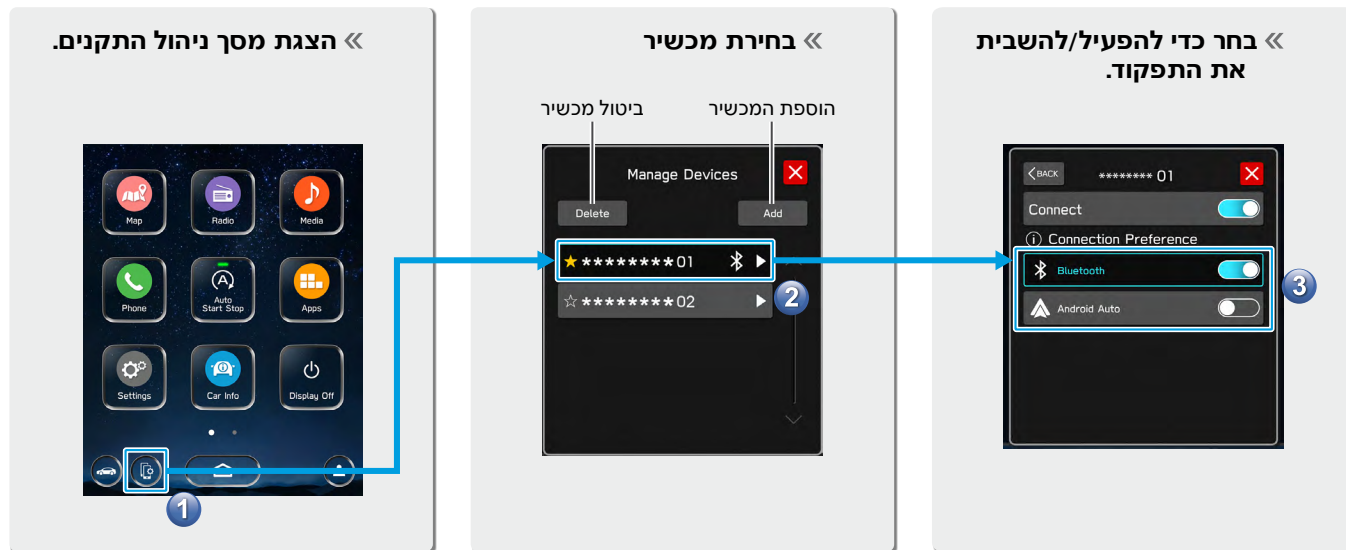 « הצגת מסך ניהול התקנים.
Map
Radio
Media
Phone
A
Auto
Start Stop
Apps
Settings
Car Info
Display Off
1
« בחירת מכשיר
ביטול מכשיר
הוספת המכשיר
Manage Devices
Delete
Add
★********01
☆********02
2
« בחר כדי להפעיל/להשבית
את התפקוד.
BACK
******** 01
Connect
Connection Preference
Bluetooth
Android Auto
3